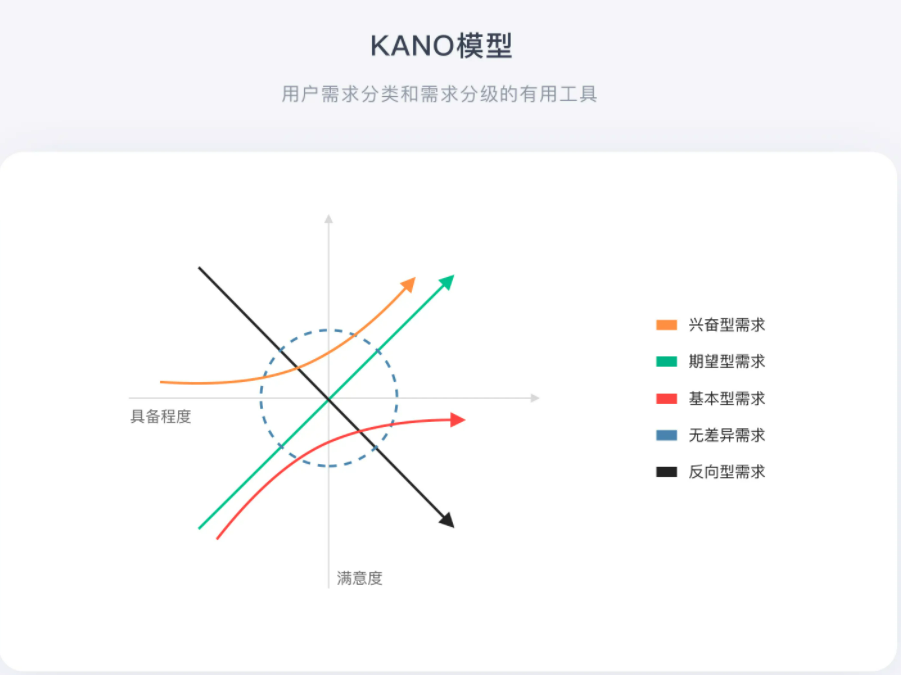 KANO模型
用户需求分类和需求分级的有用工具
兴奋型需求
期望型需求
具备程度
基本型需求
无差异需求
反向型需求
满意度